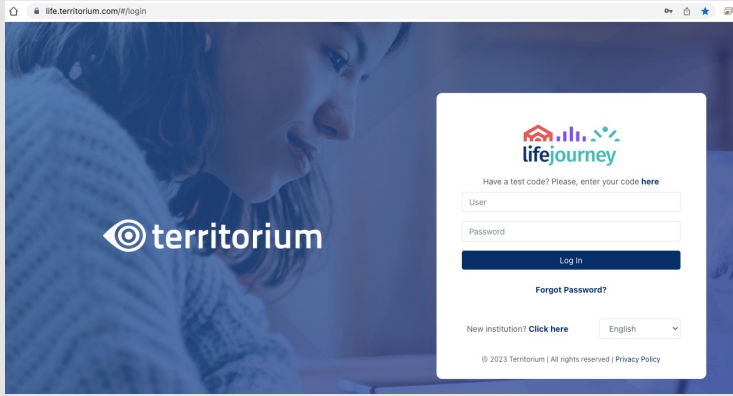 life.territorium.com/#/login
lifejourney
Have a test code? Please, enter your code here
User
territorium
Password
Log In
Forgot Password?
New institution? Click here
English
© 2023 Territorium | All rights reserved | Privacy Policy